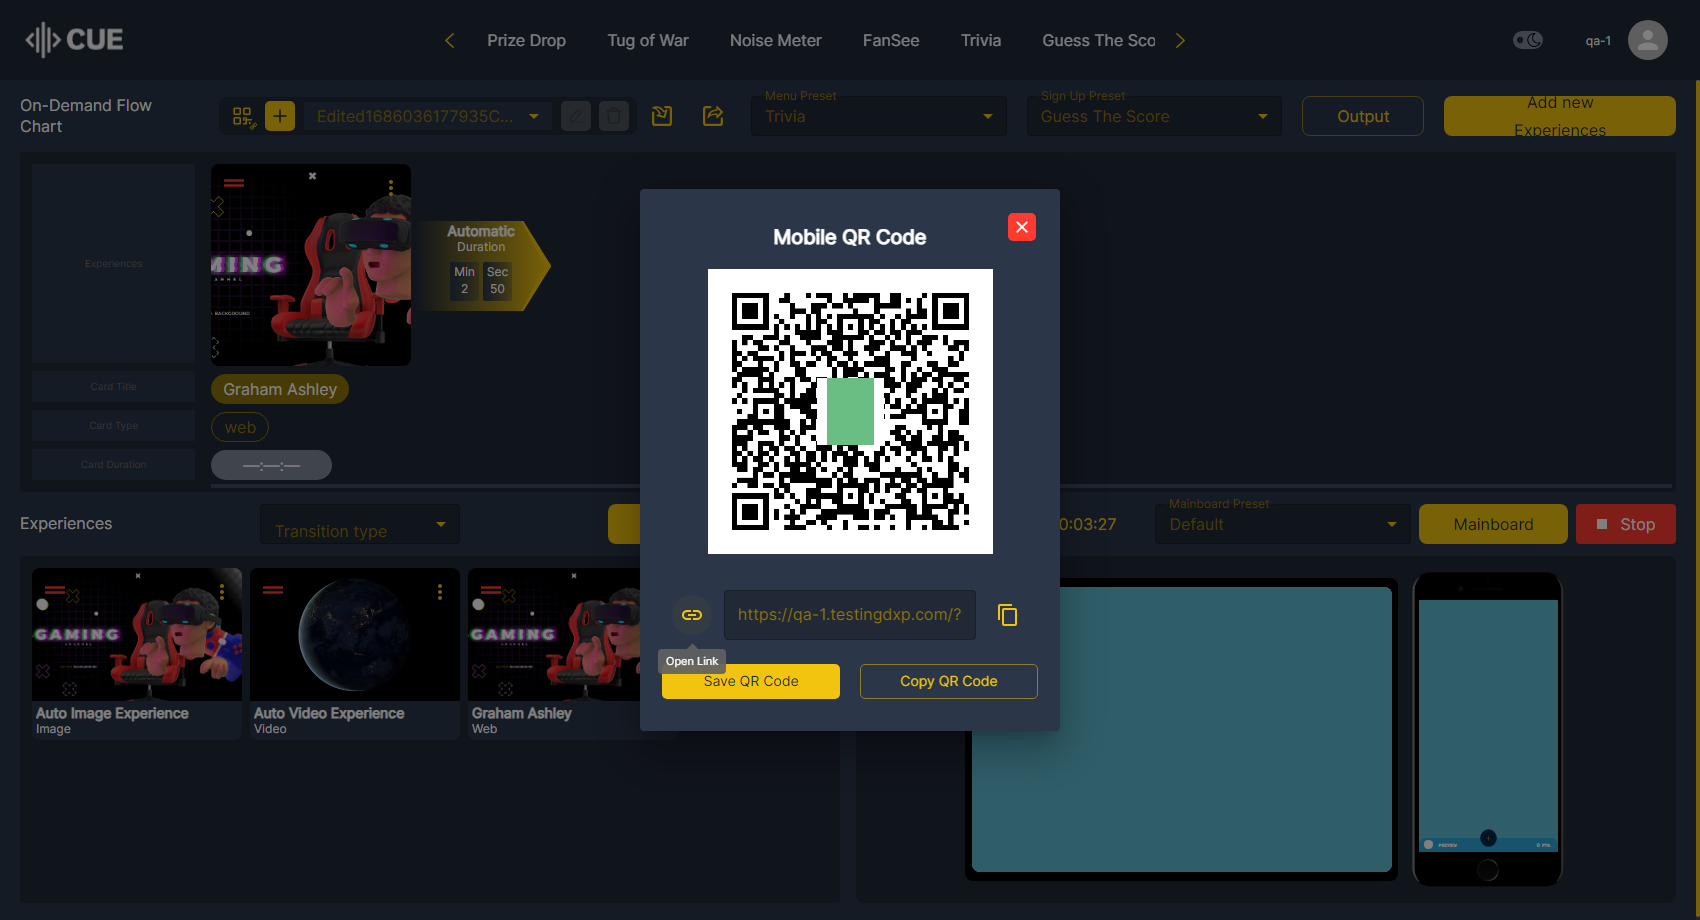 CUE
Prize Drop
Tug of War
Noise Meter
FanSee
Trivia
Guess The Sco
qa-1
On-Demand Flow
Chart
Edited1686036177935C...
Menu Preset
Trivia
Sign Up Preset
Guess The Score
Output
Add new
Experiences
Experiences
MING
BACKGROUND
Automatic
Duration
Min
Sec
2
50
Card Title
Graham Ashley
Card Type
web
Card Duration
—:—:—
Mobile QR Code
https://qa-1.testingdxp.com/?
Open Link
Save QR Code
Copy QR Code
Experiences
Transition type
0:03:27
Mainboard Preset
Default
Mainboard
Stop
GAMING
Auto Image Experience
Image
Auto Video Experience
Video
GAMING
Graham Ashley
Web
PREVIEW
0 PTS.